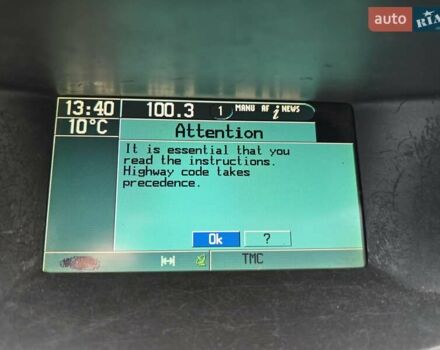 auto RIA
13:40 100.3 1 MANU AF i NEWS
10°C Attention
It is essential that you
read the instructions.
Highway code takes
precedence.
Ok ?
TMC